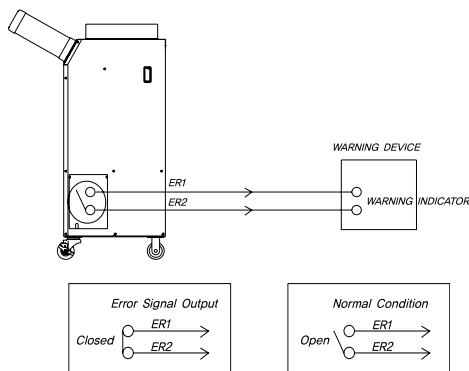 WARNING DEVICE
ER1
ER2
WARNING INDICATOR
Error Signal Output
Closed
ER1
ER2
Normal Condition
Open
ER1
ER2